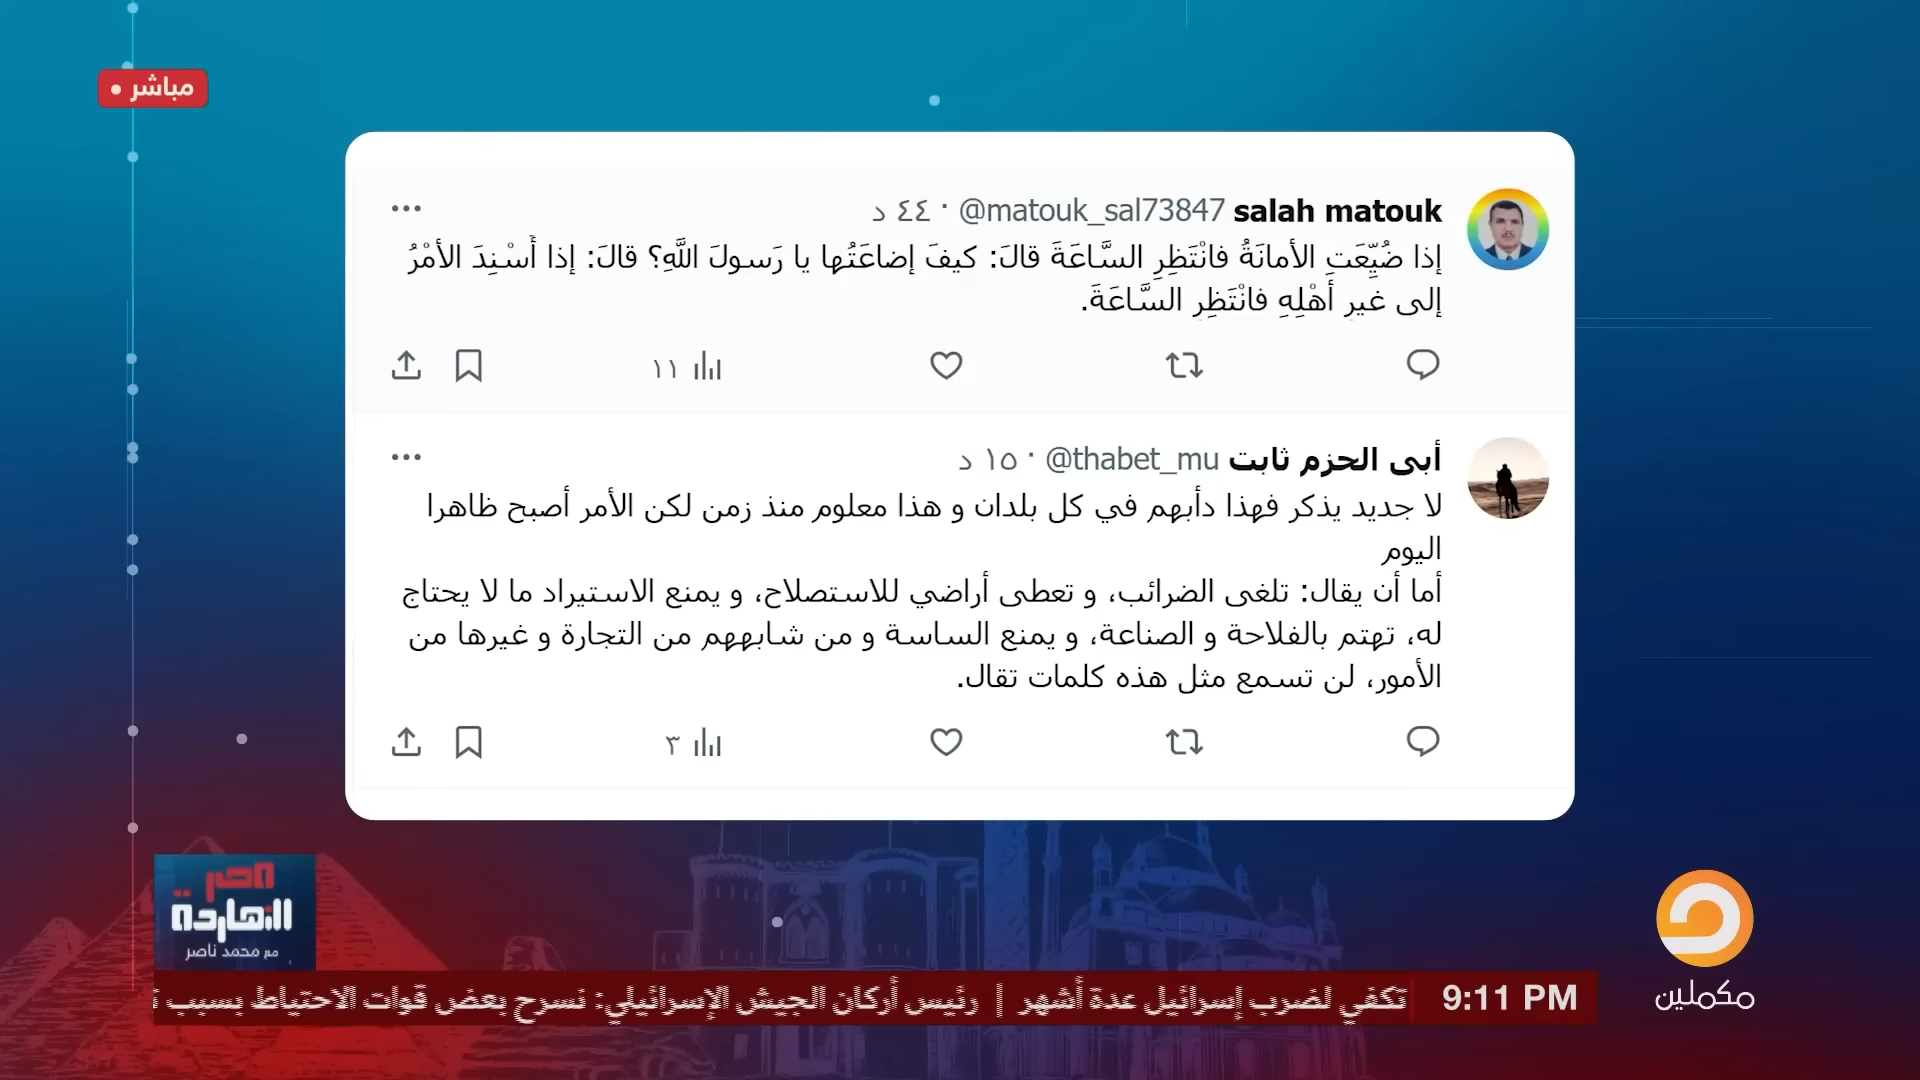 مباشر
salah matouk @matouk_sal73847 · ٤٤ د
إذا ضُيِّعَتِ الأمانَةُ فانْتَظِرِ السَّاعَةَ قالَ: كيفَ إضاعَتُها يا رَسولَ اللَّهِ؟ قالَ: إذا أُسْنِدَ الأمْرُ
إلى غيرِ أَهْلِهِ فانْتَظِرِ السَّاعَةَ.
١١
أبى الحزم ثابت @thabet_mu · ١٥ د
لا جديد يذكر فهذا دأبهم في كل بلدان و هذا معلوم منذ زمن لكن الأمر أصبح ظاهرا
اليوم
أما أن يقال: تلغى الضرائب، و تعطى أراضي للاستصلاح، و يمنع الاستيراد ما لا يحتاج
له، تهتم بالفلاحة و الصناعة، و يمنع الساسة و من شابههم من التجارة و غيرها من
الأمور، لن تسمع مثل هذه كلمات تقال.
٣
مصر
النهاردة
مع محمد ناصر
9:11 PM تكفي لضرب إسرائيل عدة أشهر | رئيس أركان الجيش الإسرائيلي: نسرح بعض قوات الاحتياط بسبب
مكملين